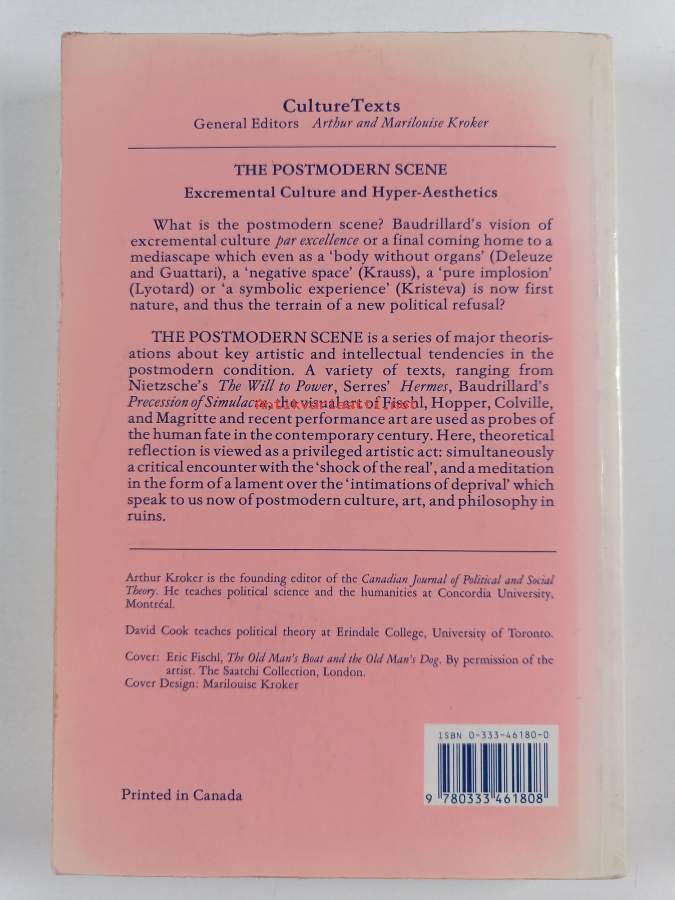 CultureTexts
General Editors Arthur and Marilouise Kroker
THE POSTMODERN SCENE
Excremental Culture and Hyper-Aesthetics
What is the postmodern scene? Baudrillard's vision of
excremental culture par excellence or a final coming home to a
mediascape which even as a 'body without organs' (Deleuze
and Guattari), a 'negative space' (Krauss), a 'pure implosion'
(Lyotard) or 'a symbolic experience' (Kristeva) is now first
nature, and thus the terrain of a new political refusal?
THE POSTMODERN SCENE is a series of major theoris-
ations about key artistic and intellectual tendencies in the
postmodern condition. A variety of texts, ranging from
Nietzsche's The Will to Power, Serres' Hermes, Baudrillard's
Precession of Simulacra, the visual art of Fischl, Hopper, Colville,
Antikvariaatti.net
and Magritte and recent performance art are used as probes of
the human fate in the contemporary century. Here, theoretical
reflection is viewed as a privileged artistic act: simultaneously
a critical encounter with the 'shock of the real', and a meditation
in the form of a lament over the 'intimations of deprival' which
speak to us now of postmodern culture, art, and philosophy in
ruins.
Arthur Kroker is the founding editor of the Canadian Journal of Political and Social
Theory. He teaches political science and the humanities at Concordia University,
Montréal.
David Cook teaches political theory at Erindale College, University of Toronto.
Cover: Eric Fischl, The Old Man's Boat and the Old Man's Dog. By permission of the
artist. The Saatchi Collection, London.
Cover Design: Marilouise Kroker
ISBN 0-333-46180-0
9 780333 461808
Printed in Canada